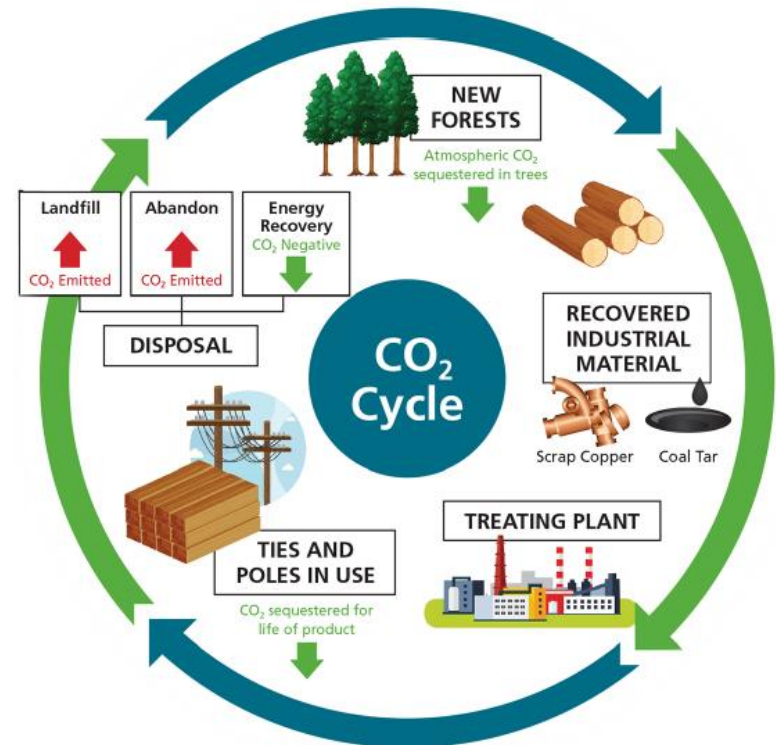 NEW
FORESTS
Atmospheric CO₂
sequestered in trees
RECOVERED
INDUSTRIAL
MATERIAL
Scrap Copper
Coal Tar
TREATING PLANT
TIES AND
POLES IN USE
CO₂ sequestered for
life of product
DISPOSAL
Landfill
CO₂ Emitted
Abandon
CO₂ Emitted
Energy
Recovery
CO₂ Negative
CO₂
Cycle